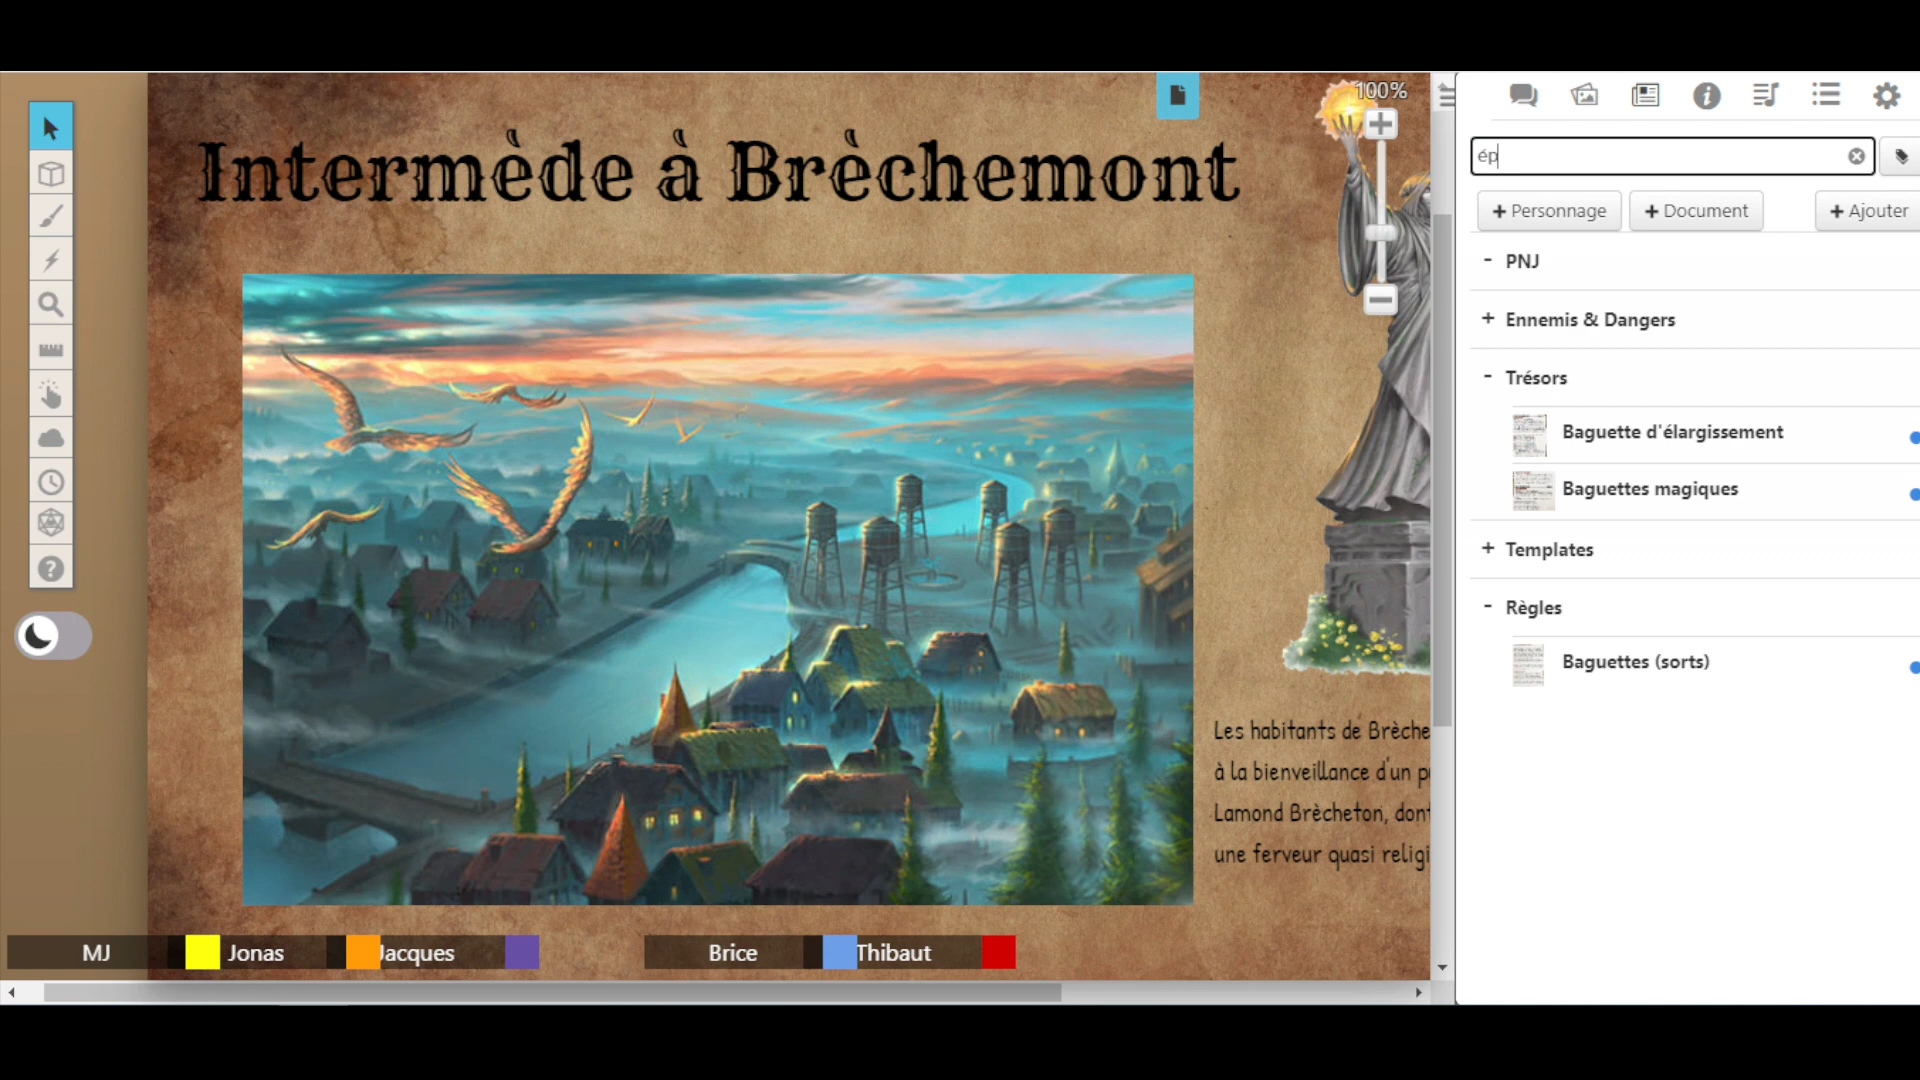 100%
Intermède à Brèchemont
ép
+ Personnage
+ Document
+ Ajouter
- PNJ
+ Ennemis & Dangers
- Trésors
Baguette d'élargissement
Baguettes magiques
+ Templates
- Règles
Baguettes (sorts)
Les habitants de Brèche
à la bienveillance d'un p
Lamond Brècheton, dont
une ferveur quasi religi
MJ
Jonas
Jacques
Brice
Thibaut